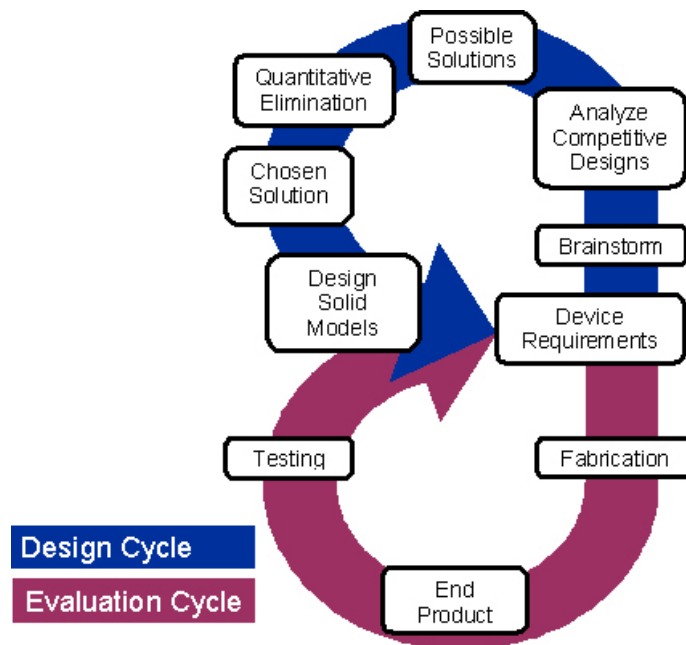 Possible
Solutions
Quantitative
Elimination
Analyze
Competitive
Designs
Chosen
Solution
Brainstorm
Design
Solid
Models
Device
Requirements
Testing
Fabrication
Design Cycle
Evaluation Cycle
End
Product